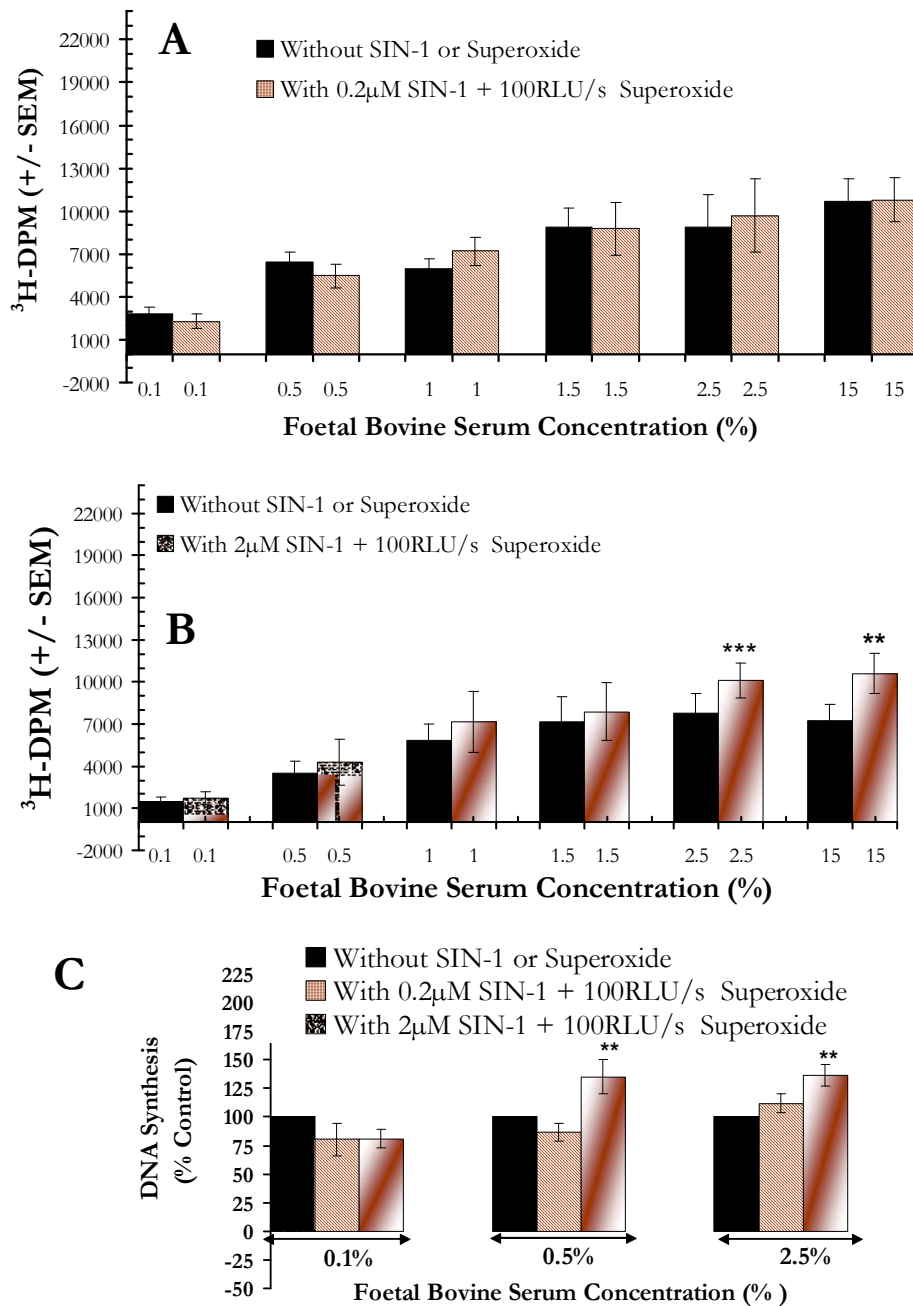 A
Without SIN-1 or Superoxide
With 0.2µM SIN-1 + 100RLU/s Superoxide
³H-DPM (+/- SEM)
22000
19000
16000
13000
10000
7000
4000
1000
-2000
0.1 0.1 0.5 0.5 1 1 1.5 1.5 2.5 2.5 15 15
Foetal Bovine Serum Concentration (%)
B
Without SIN-1 or Superoxide
With 2µM SIN-1 + 100RLU/s Superoxide
³H-DPM (+/- SEM)
22000
19000
16000
13000
10000
7000
4000
1000
-2000
*** **
0.1 0.1 0.5 0.5 1 1 1.5 1.5 2.5 2.5 15 15
Foetal Bovine Serum Concentration (%)
C
Without SIN-1 or Superoxide
With 0.2µM SIN-1 + 100RLU/s Superoxide
With 2µM SIN-1 + 100RLU/s Superoxide
DNA Synthesis
(% Control)
225
200
175
150
125
100
75
50
25
0
-25
-50
** **
0.1% 0.5% 2.5%
Foetal Bovine Serum Concentration (% )